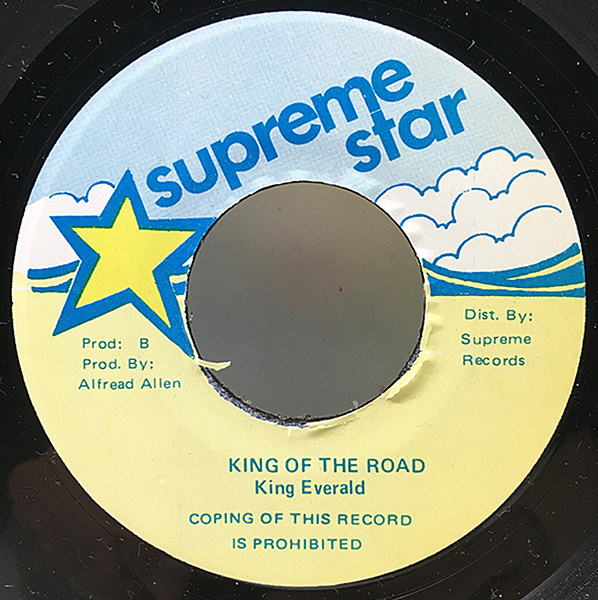 supreme
star
Prod: B
Prod. By:
Alfread Allen
Dist. By:
Supreme
Records
KING OF THE ROAD
King Everald
COPING OF THIS RECORD
IS PROHIBITED